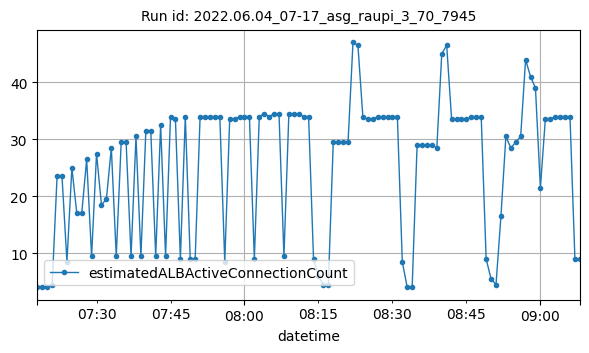 Run id: 2022.06.04_07-17_asg_raupi_3_70_7945
40
30
20
10
estimatedALBActiveConnectionCount
07:30 07:45 08:00 08:15 08:30 08:45 09:00
datetime